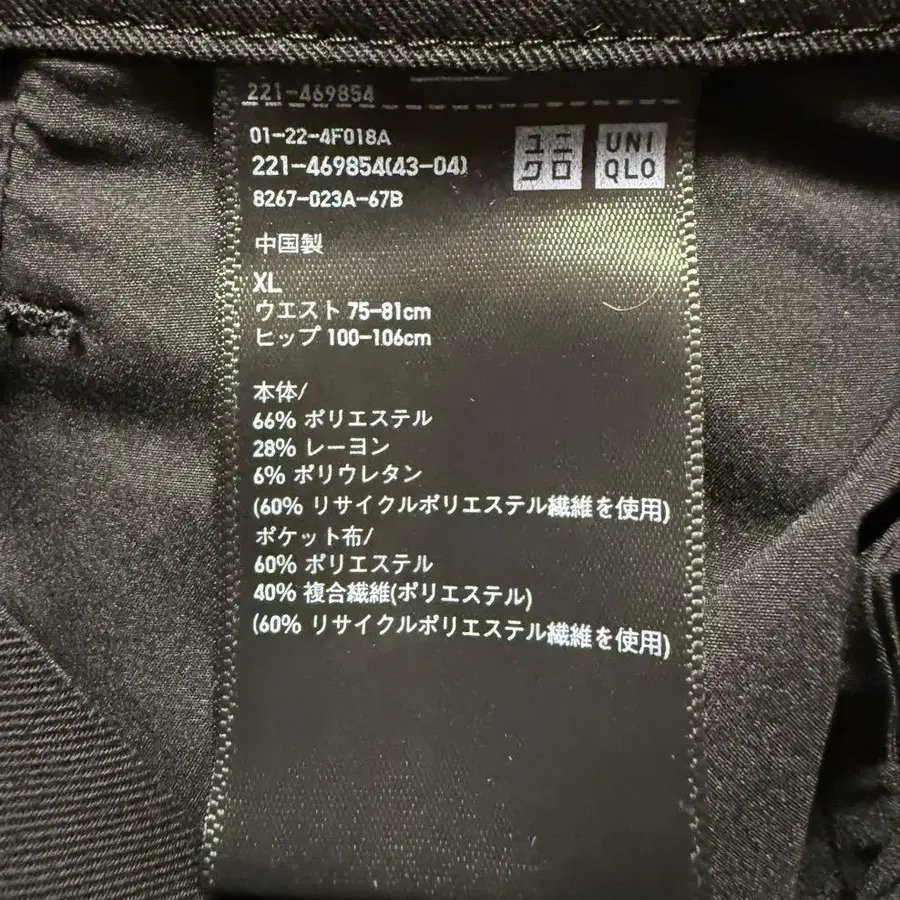 221-469854
01-22-4F018A
221-469854(43-04)
8267-023A-67B
ユニクロ
UNIQLO
中国製
XL
ウエスト 75-81cm
ヒップ 100-106cm
本体/
66% ポリエステル
28% レーヨン
6% ポリウレタン
(60% リサイクルポリエステル繊維を使用)
ポケット布/
60% ポリエステル
40% 複合繊維(ポリエステル)
(60% リサイクルポリエステル繊維を使用)